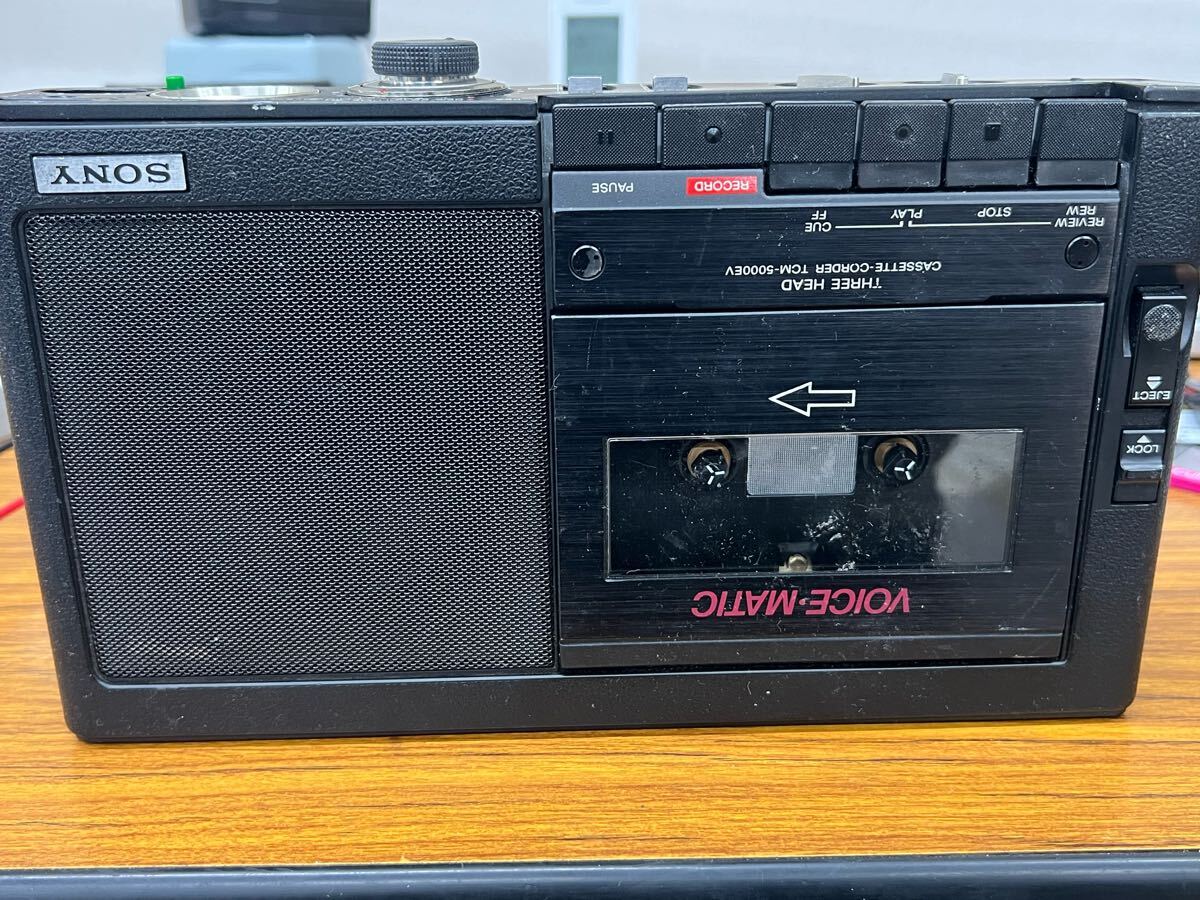 SONY
PAUSE
RECORD
CUE
FF
PLAY
STOP
REVIEW
REW
THREE HEAD
CASSETTE-CORDER TCM-5000EV
EJECT
LOCK
VOICE·MATIC